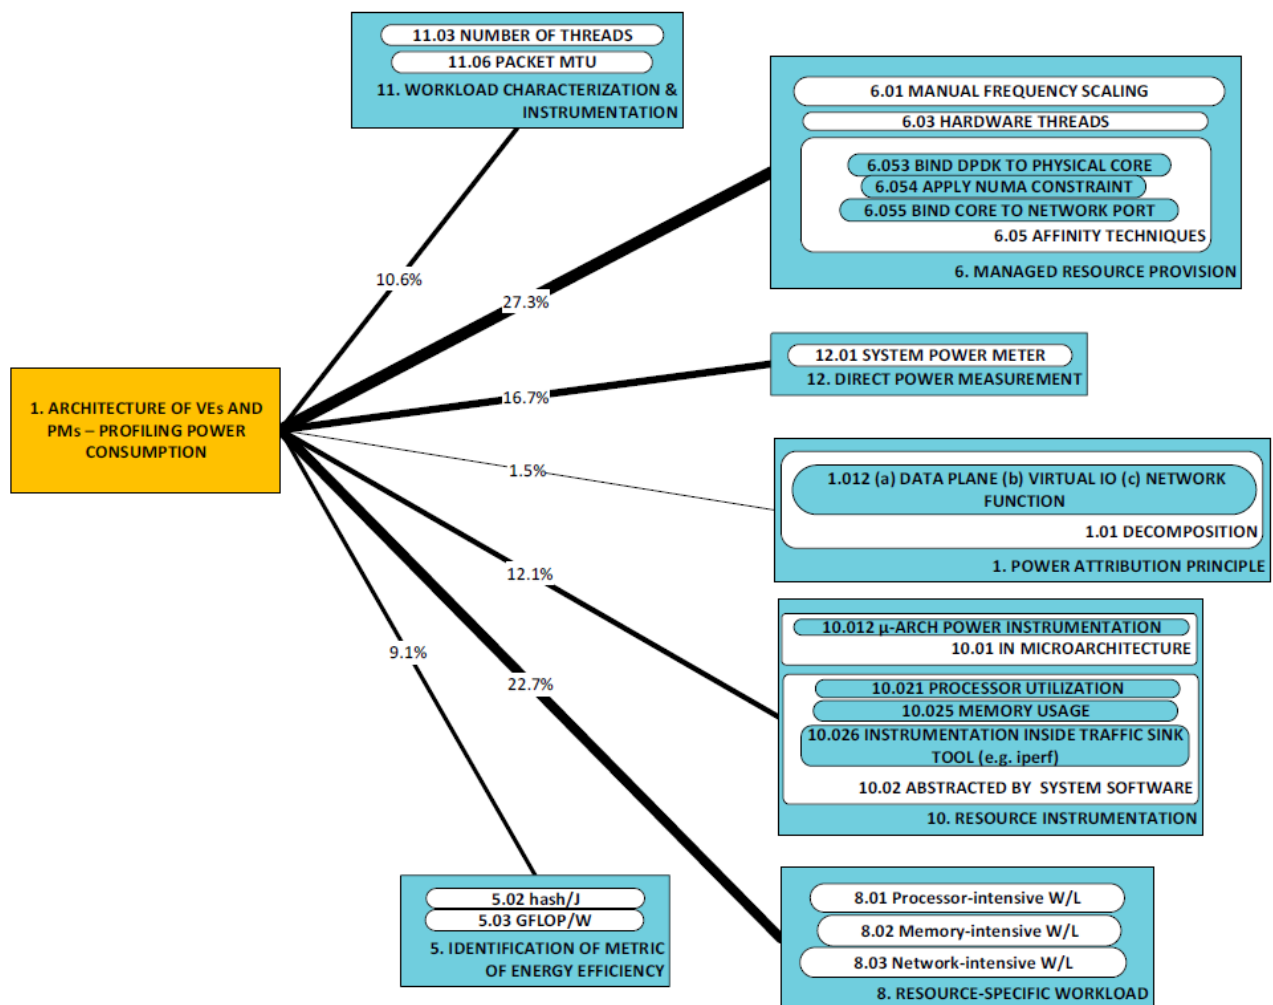 11.03 NUMBER OF THREADS
11.06 PACKET MTU
11. WORKLOAD CHARACTERIZATION &
INSTRUMENTATION
6.01 MANUAL FREQUENCY SCALING
6.03 HARDWARE THREADS
6.053 BIND DPDK TO PHYSICAL CORE
6.054 APPLY NUMA CONSTRAINT
6.055 BIND CORE TO NETWORK PORT
6.05 AFFINITY TECHNIQUES
6. MANAGED RESOURCE PROVISION
10.6%
27.3%
12.01 SYSTEM POWER METER
12. DIRECT POWER MEASUREMENT
16.7%
1. ARCHITECTURE OF VEs AND
PMs – PROFILING POWER
CONSUMPTION
1.5%
1.012 (a) DATA PLANE (b) VIRTUAL IO (c) NETWORK
FUNCTION
1.01 DECOMPOSITION
1. POWER ATTRIBUTION PRINCIPLE
12.1%
10.012 µ-ARCH POWER INSTRUMENTATION
10.01 IN MICROARCHITECTURE
10.021 PROCESSOR UTILIZATION
10.025 MEMORY USAGE
10.026 INSTRUMENTATION INSIDE TRAFFIC SINK
TOOL (e.g. iperf)
10.02 ABSTRACTED BY SYSTEM SOFTWARE
10. RESOURCE INSTRUMENTATION
9.1%
22.7%
5.02 hash/J
5.03 GFLOP/W
5. IDENTIFICATION OF METRIC
OF ENERGY EFFICIENCY
8.01 Processor-intensive W/L
8.02 Memory-intensive W/L
8.03 Network-intensive W/L
8. RESOURCE-SPECIFIC WORKLOAD